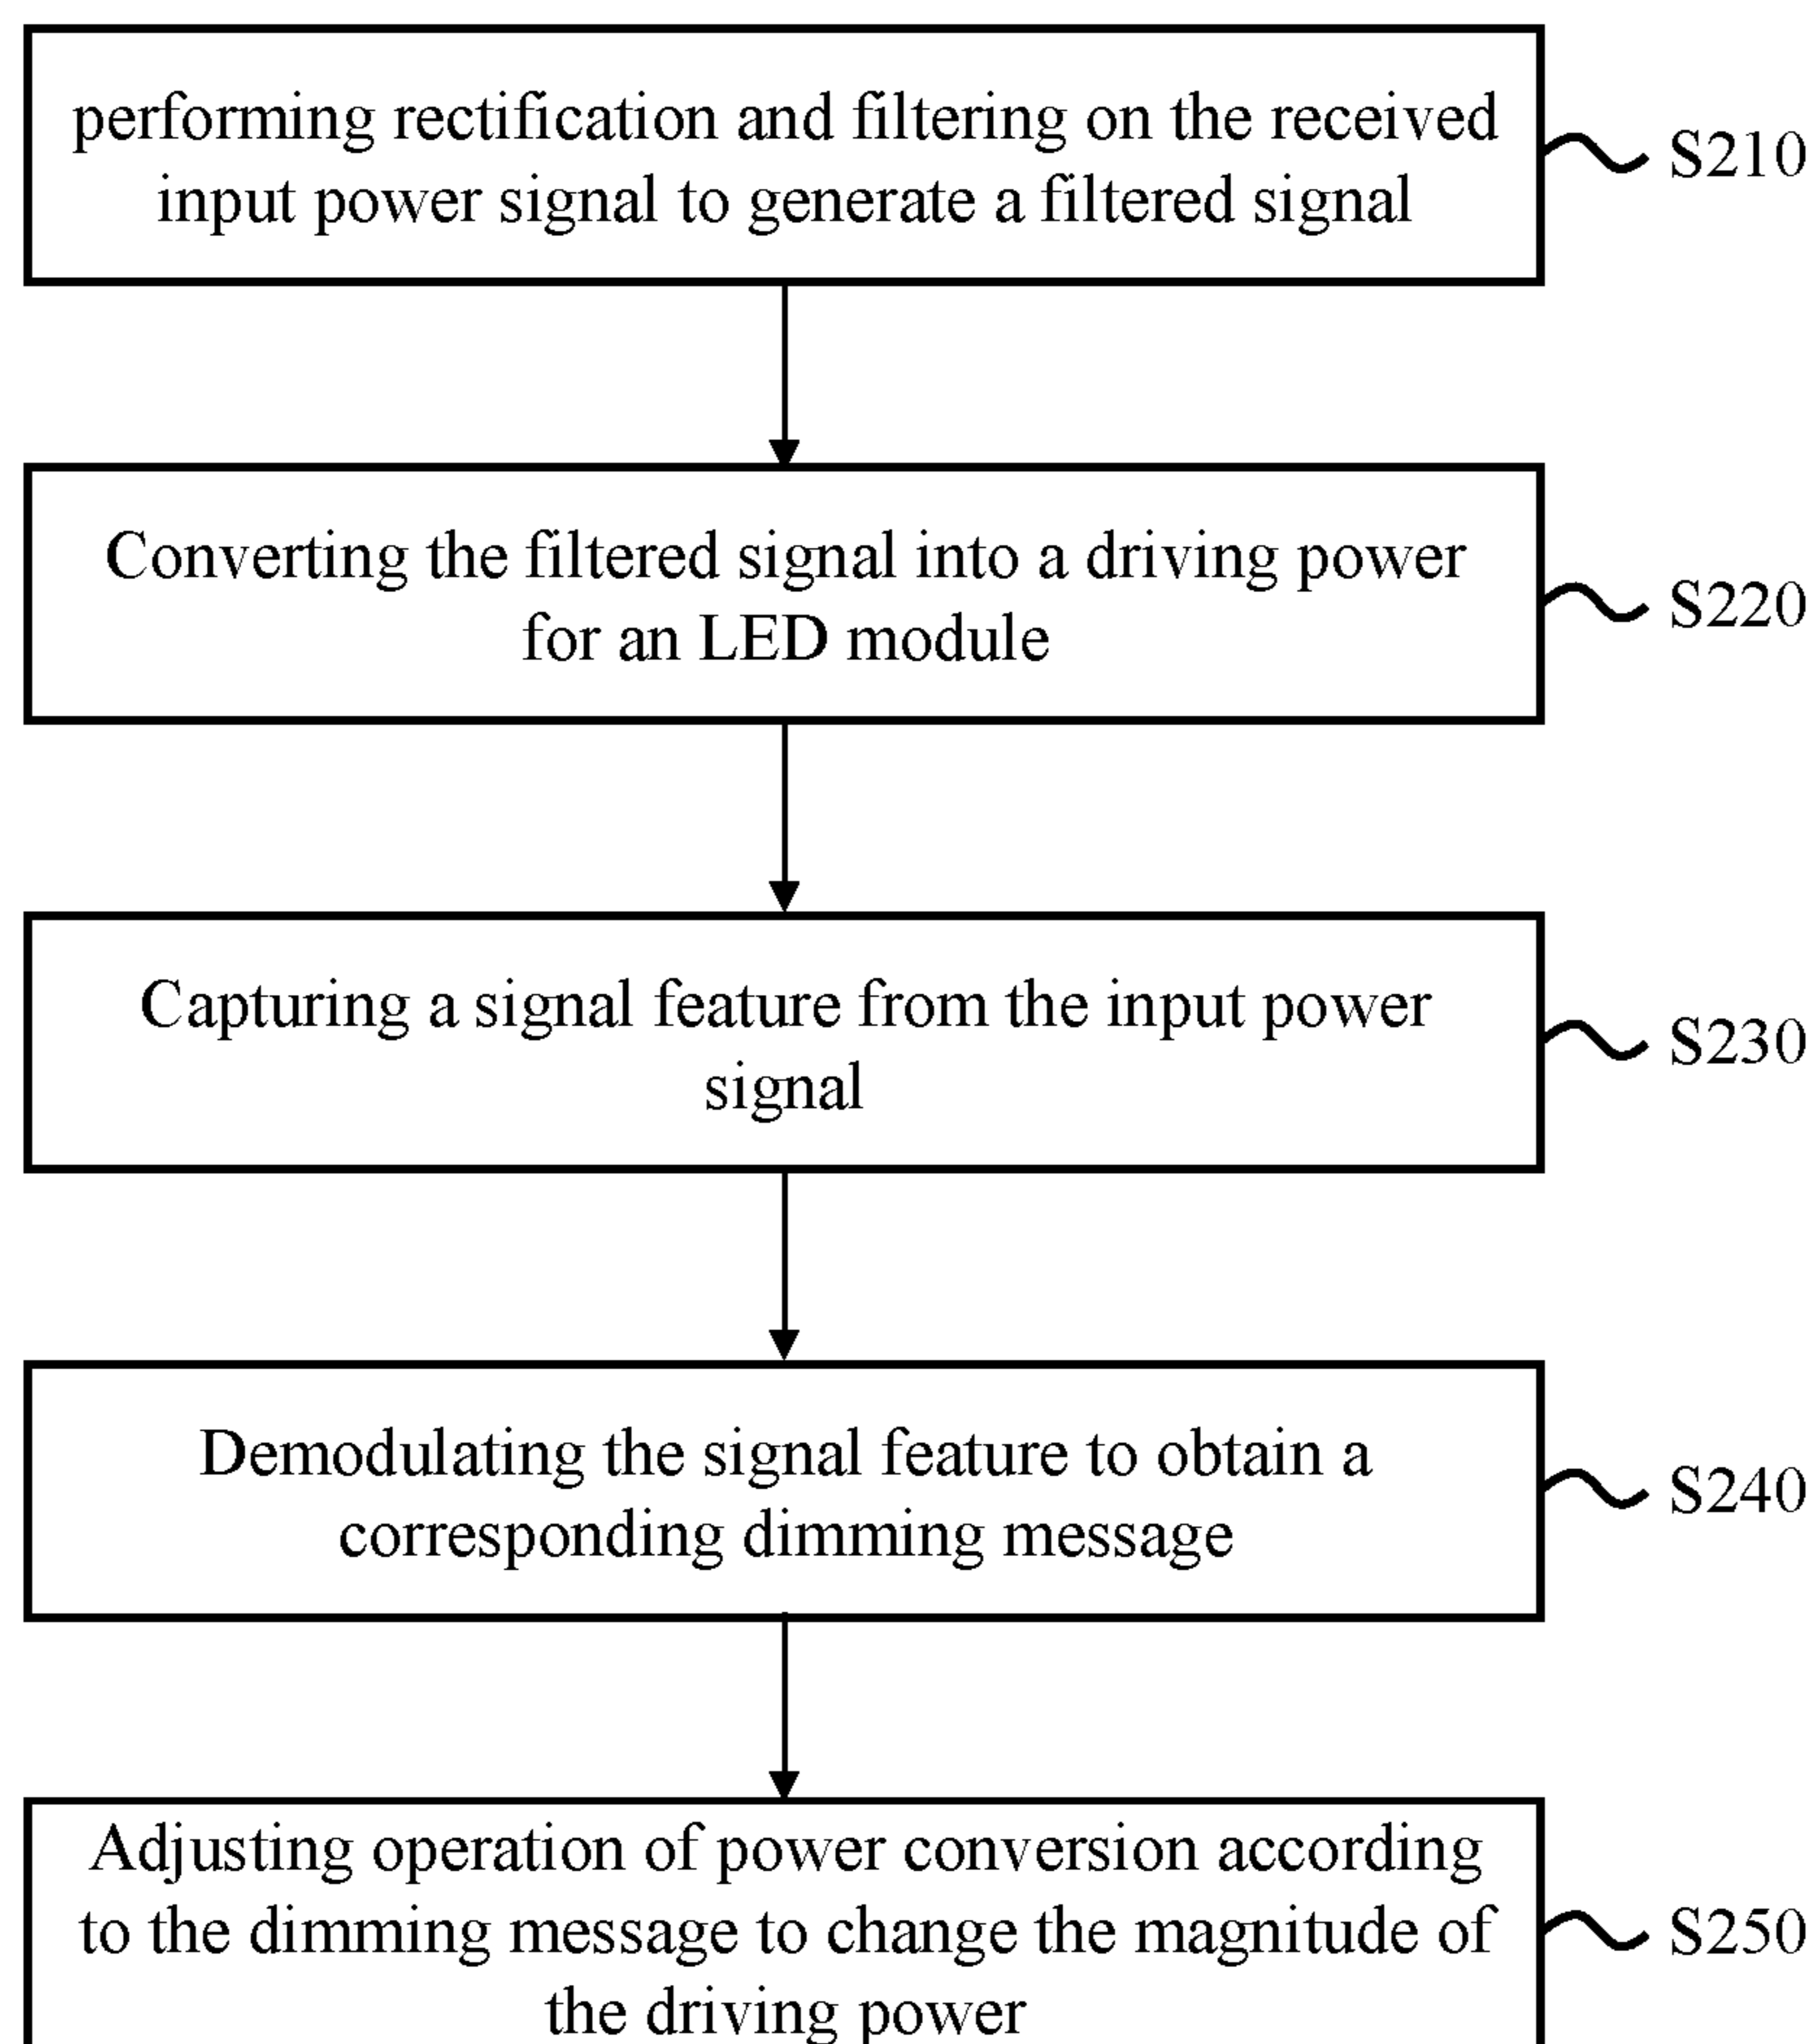 performing rectification and filtering on the received
input power signal to generate a filtered signal
S210
Converting the filtered signal into a driving power
for an LED module
S220
Capturing a signal feature from the input power
signal
S230
Demodulating the signal feature to obtain a
corresponding dimming message
S240
Adjusting operation of power conversion according
to the dimming message to change the magnitude of
the driving power
S250